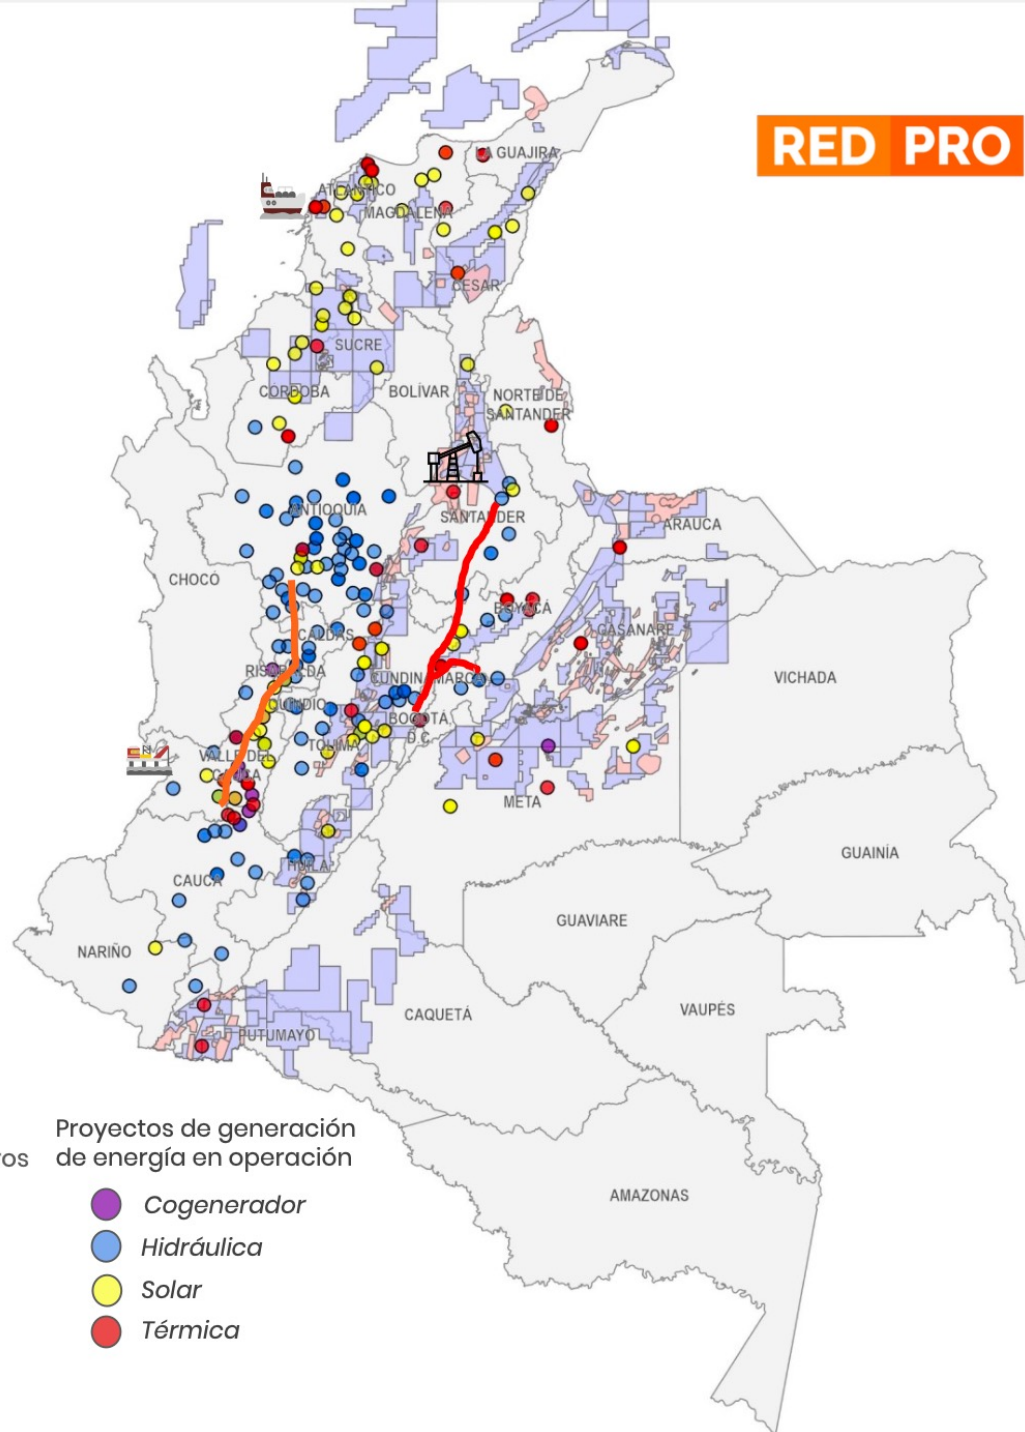 RED PRO
LA GUAJIRA
ATLÁNTICO
MAGDALENA
CESAR
SUCRE
CÓRDOBA
BOLÍVAR
NORTE DE
SANTANDER
ANTIOQUIA
SANTANDER
ARAUCA
CHOCÓ
BOYACÁ
CALDAS
CASANARE
RISARALDA
CUNDINAMARCA
VICHADA
QUINDÍO
BOGOTÁ
D.C.
TOLIMA
VALLE DEL
CAUCA
META
GUAINÍA
HUILA
CAUCA
GUAVIARE
NARIÑO
VAUPÉS
CAQUETÁ
PUTUMAYO
Proyectos de generación
de energía en operación
Cogenerador
Hidráulica
Solar
Térmica
AMAZONAS